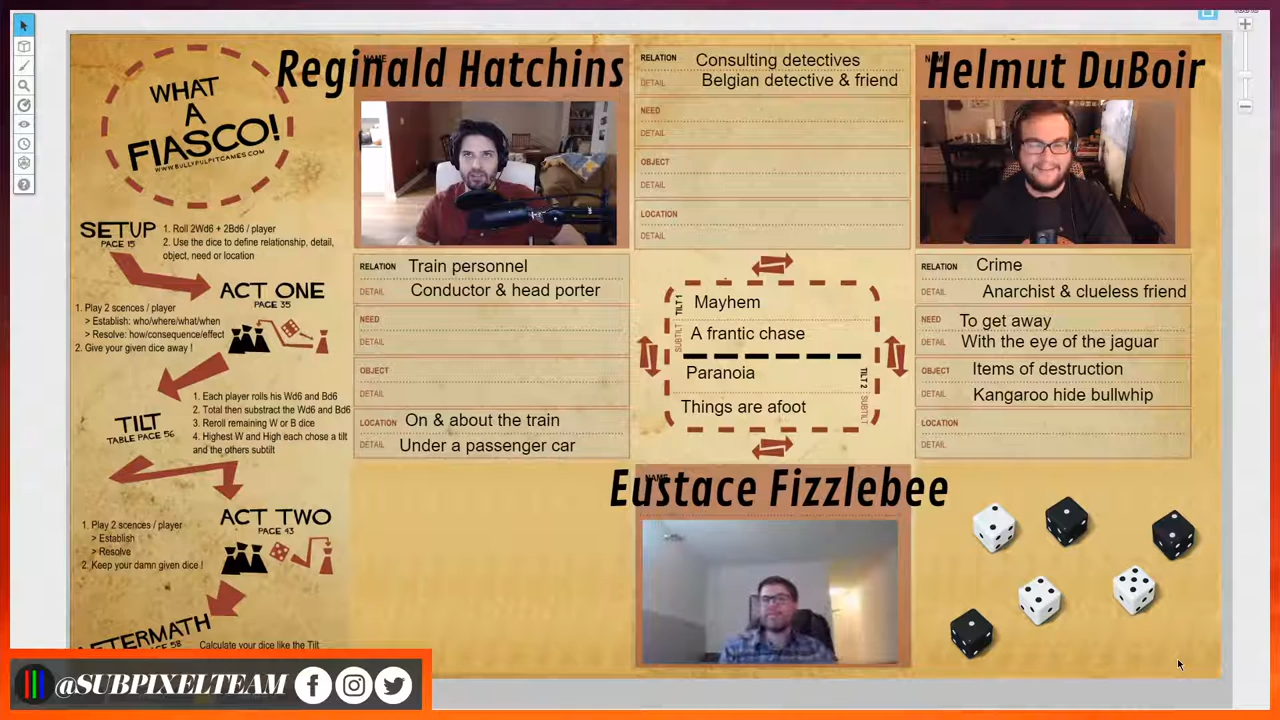 WHAT
A
FIASCO!
WWW.BULLYPULPITGAMES.COM
SETUP
PAGE 15
1. Roll 2Wd6 + 2Bd6 / player
2. Use the dice to define relationship, detail,
object, need or location
ACT ONE
PAGE 35
1. Play 2 scences / player
> Establish: who/where/what/when
> Resolve: how/consequence/effect
2. Give your given dice away !
TILT
TABLE PAGE 56
1. Each player rolls his Wd6 and Bd6
2. Total then substract the Wd6 and Bd6
3. Reroll remaining W or B dice
4. Highest W and High each chose a tilt
and the others subtilt
ACT TWO
PAGE 43
1. Play 2 scences / player
> Establish
> Resolve
2. Keep your damn given dice !
AFTERMATH
Calculate your dice like the Tilt
@SUBPIXELTEAM
Reginald Hatchins
RELATION Consulting detectives
DETAIL Belgian detective & friend
NEED
DETAIL
OBJECT
DETAIL
LOCATION
DETAIL
Helmut DuBoir
RELATION Train personnel
DETAIL Conductor & head porter
NEED
DETAIL
OBJECT
DETAIL
LOCATION On & about the train
DETAIL Under a passenger car
TILT 1 Mayhem
SUBTILT A frantic chase
Paranoia TILT 2
Things are afoot SUBTILT
RELATION Crime
DETAIL Anarchist & clueless friend
NEED To get away
DETAIL With the eye of the jaguar
OBJECT Items of destruction
DETAIL Kangaroo hide bullwhip
LOCATION
DETAIL
Eustace Fizzlebee